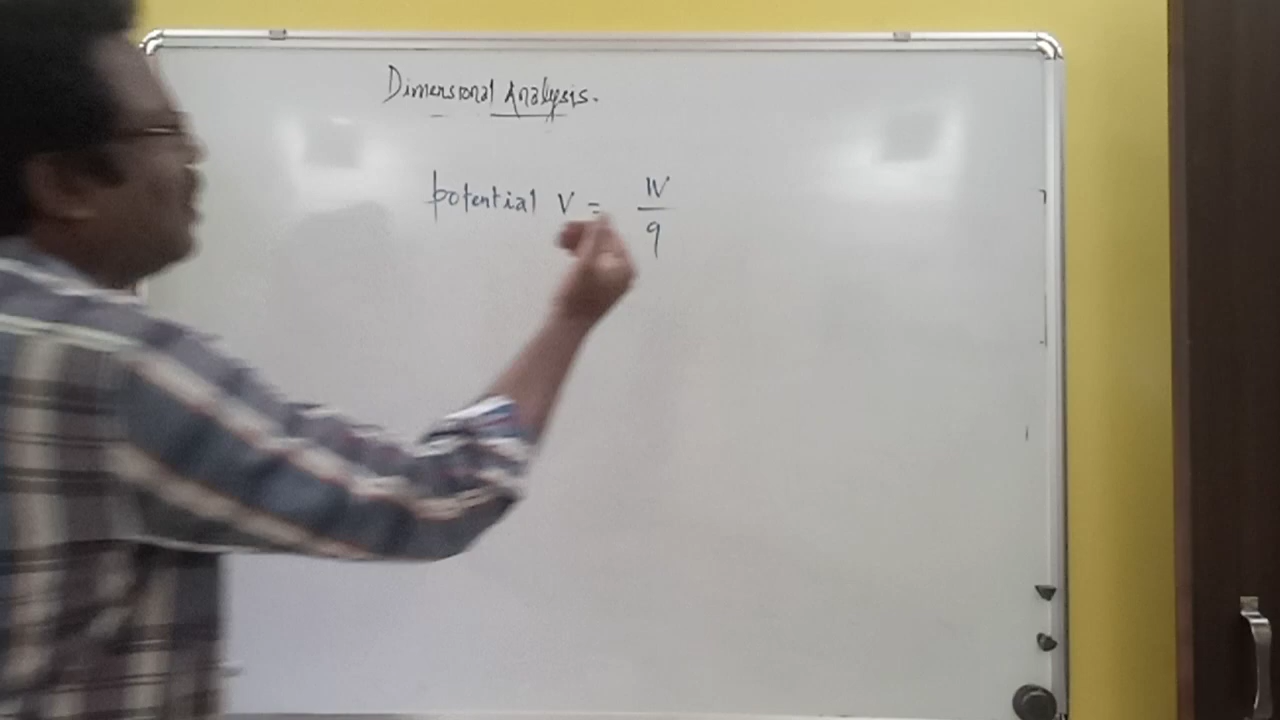 Dimensional Analysis.
potential V = W/q